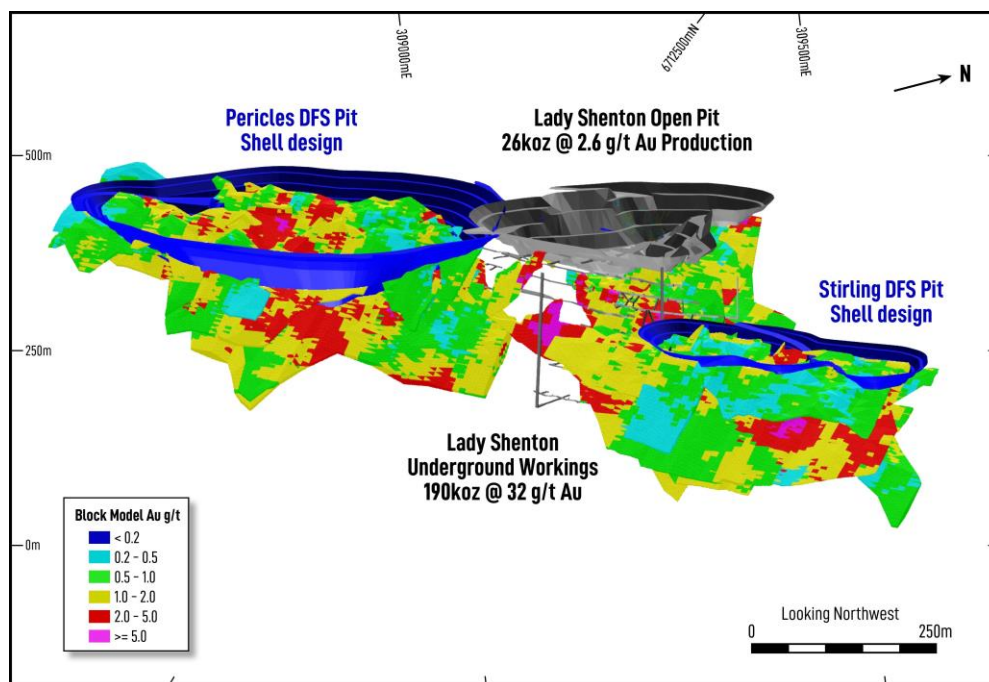 309000mE
6712500mN
309500mE
N
Pericles DFS Pit
Shell design
Lady Shenton Open Pit
26koz @ 2.6 g/t Au Production
500m
Stirling DFS Pit
Shell design
250m
Lady Shenton
Underground Workings
190koz @ 32 g/t Au
Block Model Au g/t
< 0.2
0.2 - 0.5
0.5 - 1.0
1.0 - 2.0
2.0 - 5.0
>= 5.0
0m
Looking Northwest
0 250m